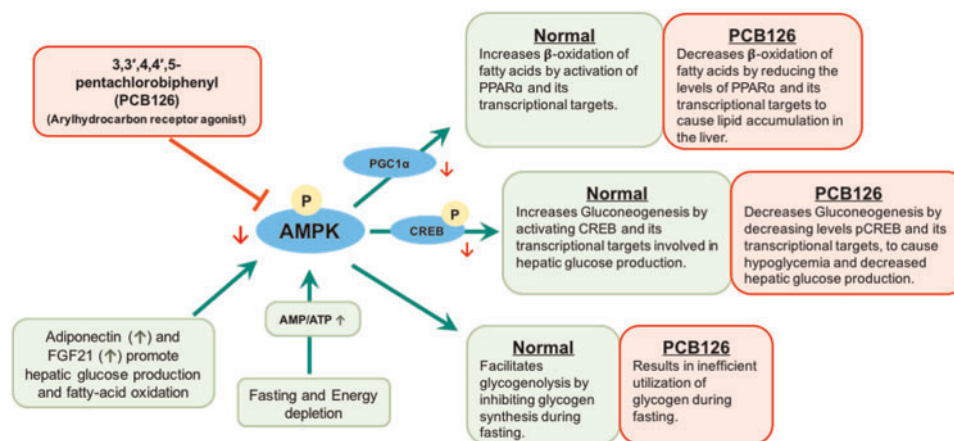 3,3′,4,4′,5-
pentachlorobiphenyl
(PCB126)
(Arylhydrocarbon receptor agonist)
P
AMPK
↓
Adiponectin (↑) and
FGF21 (↑) promote
hepatic glucose production
and fatty-acid oxidation
AMP/ATP ↑
Fasting and Energy
depletion
PGC1α
↓
P
CREB
↓
Normal
Increases β-oxidation of
fatty acids by activation of
PPARα and its
transcriptional targets.
PCB126
Decreases β-oxidation of
fatty acids by reducing the
levels of PPARα and its
transcriptional targets to
cause lipid accumulation in
the liver.
Normal
Increases Gluconeogenesis by
activating CREB and its
transcriptional targets involved in
hepatic glucose production.
PCB126
Decreases Gluconeogenesis by
decreasing levels pCREB and its
transcriptional targets, to cause
hypoglycemia and decreased
hepatic glucose production.
Normal
Facilitates
glycogenolysis by
inhibiting glycogen
synthesis during
fasting.
PCB126
Results in inefficient
utilization of
glycogen during
fasting.